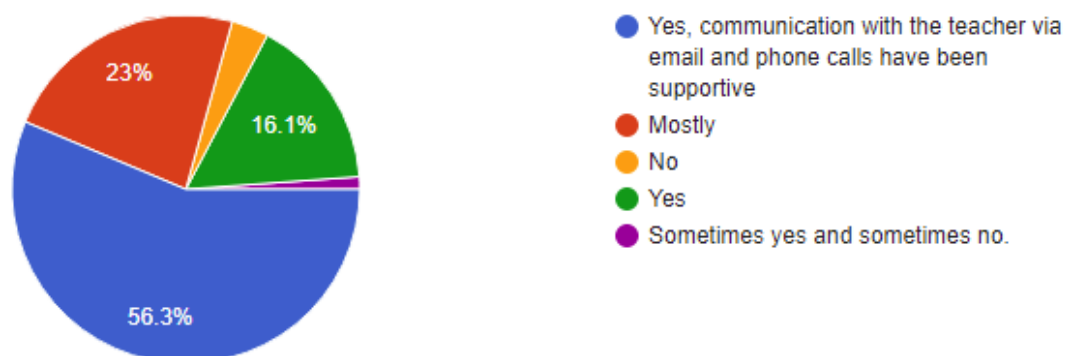 23%
16.1%
56.3%
Yes, communication with the teacher via
email and phone calls have been
supportive
Mostly
No
Yes
Sometimes yes and sometimes no.